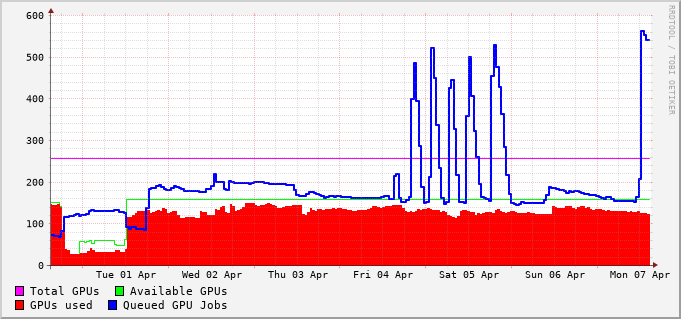 RRDTOOL / TOBI OETIKER
600
500
400
300
200
100
0
Tue 01 Apr Wed 02 Apr Thu 03 Apr Fri 04 Apr Sat 05 Apr Sun 06 Apr Mon 07 Apr
Total GPUs Available GPUs
GPUs used Queued GPU Jobs